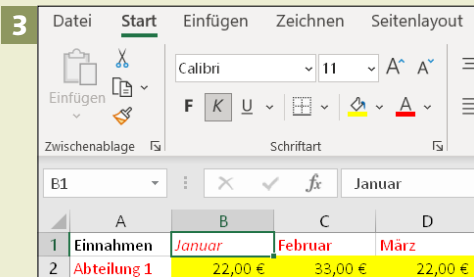 3
Datei Start Einfügen Zeichnen Seitenlayout
Calibri 11 A A
Einfügen
F K U A
Zwischenablage Schriftart
B1 fx Januar
A B C D
1 Einnahmen Januar Februar März
2 Abteilung 1 22,00 € 33,00 € 22,00 €